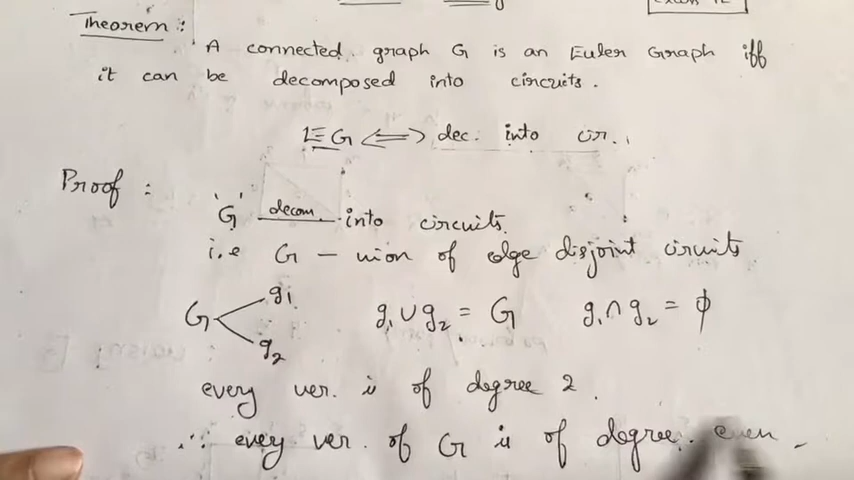 Theorem :
A connected graph G is an Euler Graph iff
it can be decomposed into circuits.
EG ⟺ dec. into cir.
Proof :
'G' decom. into circuits.
i.e G – union of edge disjoint circuits
G g₁ g₂ g₁ ∪ g₂ = G g₁ ∩ g₂ = ϕ
every ver. is of degree 2.
∴ every ver. of G is of degree even